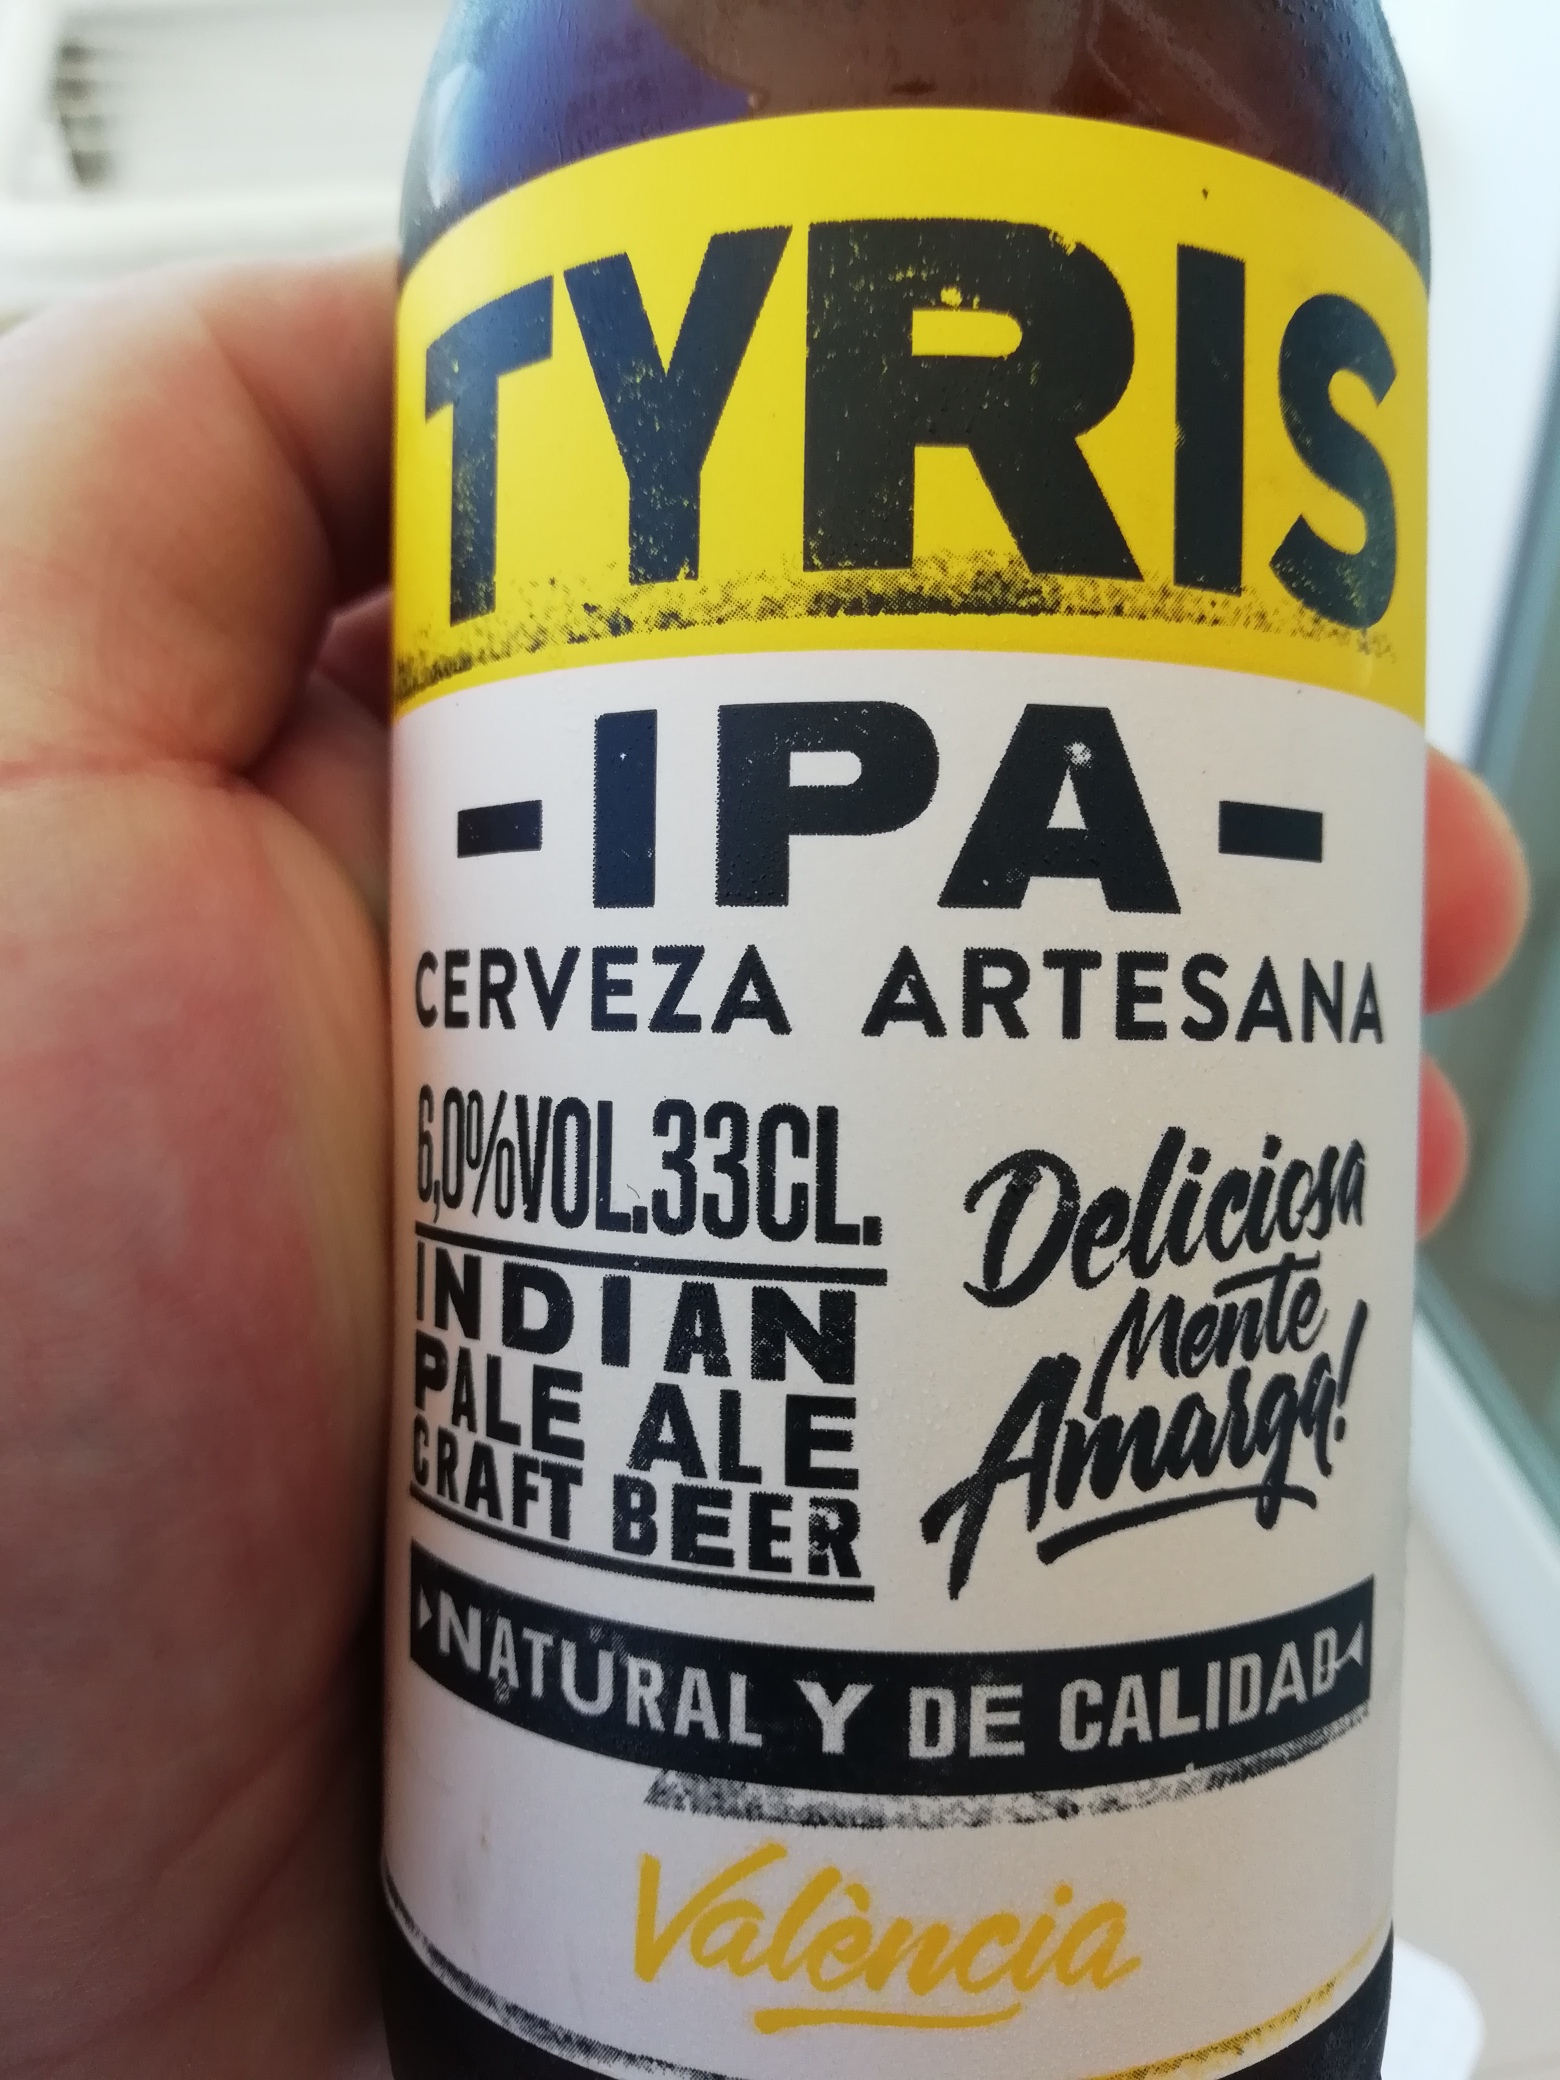 TYRIS
-IPA-
CERVEZA ARTESANA
6,0%VOL.33CL.
INDIAN
PALE ALE
CRAFT BEER
Deliciosa
mente
Amarga!
NATURAL Y DE CALIDAD
València